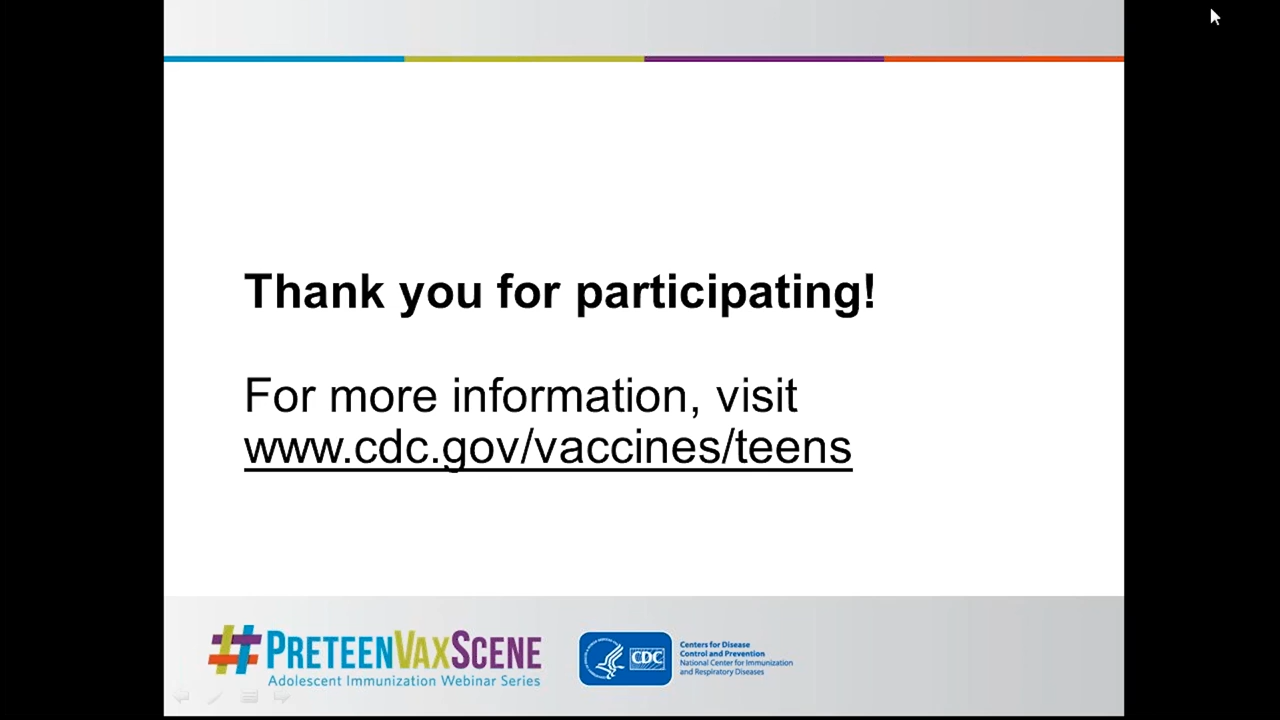 Thank you for participating!
For more information, visit
www.cdc.gov/vaccines/teens
#PreteenVaxScene
Adolescent Immunization Webinar Series
CDC
Centers for Disease
Control and Prevention
National Center for Immunization
and Respiratory Diseases